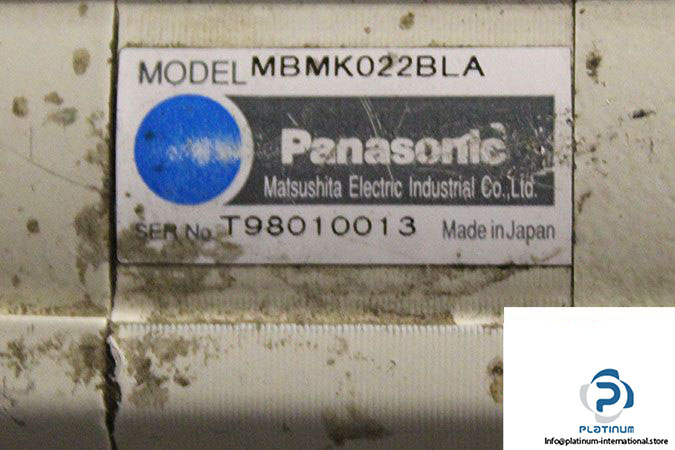 MODEL MBMK022BLA
Panasonic
Matsushita Electric Industrial Co.,Ltd.
SER No. T98010013 Made in Japan
PLATINUM
Info@platinum-international.store